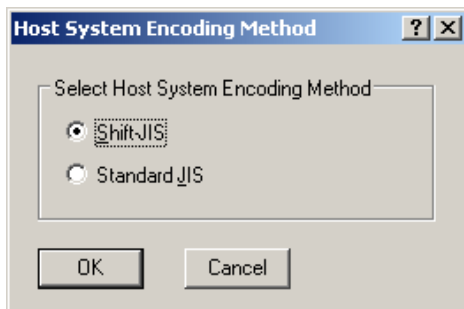 Host System Encoding Method
Select Host System Encoding Method
Shift-JIS
Standard JIS
OK Cancel